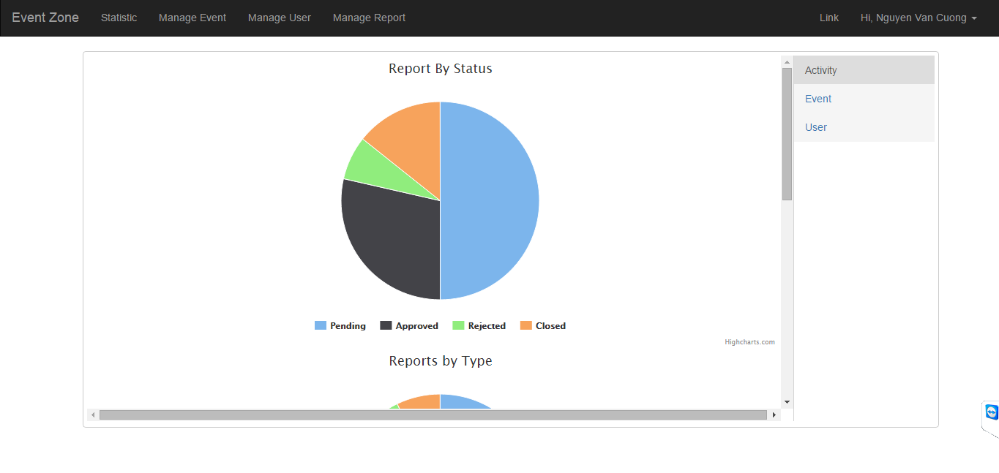 Event Zone Statistic Manage Event Manage User Manage Report Link Hi, Nguyen Van Cuong
Report By Status
Activity
Event
User
Pending Approved Rejected Closed
Highcharts.com
Reports by Type